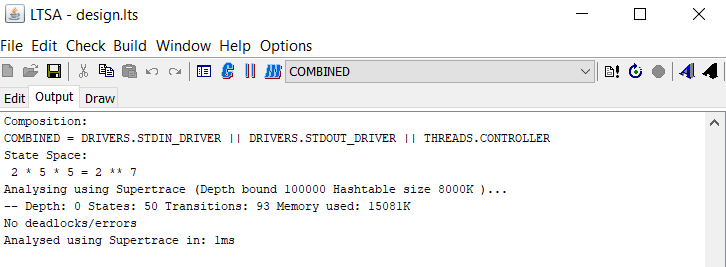 LTSA - design.lts
File Edit Check Build Window Help Options
COMBINED
Edit Output Draw
Composition:
COMBINED = DRIVERS.STDIN_DRIVER || DRIVERS.STDOUT_DRIVER || THREADS.CONTROLLER
State Space:
2 * 5 * 5 = 2 ** 7
Analysing using Supertrace (Depth bound 100000 Hashtable size 8000K )...
-- Depth: 0 States: 50 Transitions: 93 Memory used: 15081K
No deadlocks/errors
Analysed using Supertrace in: 1ms